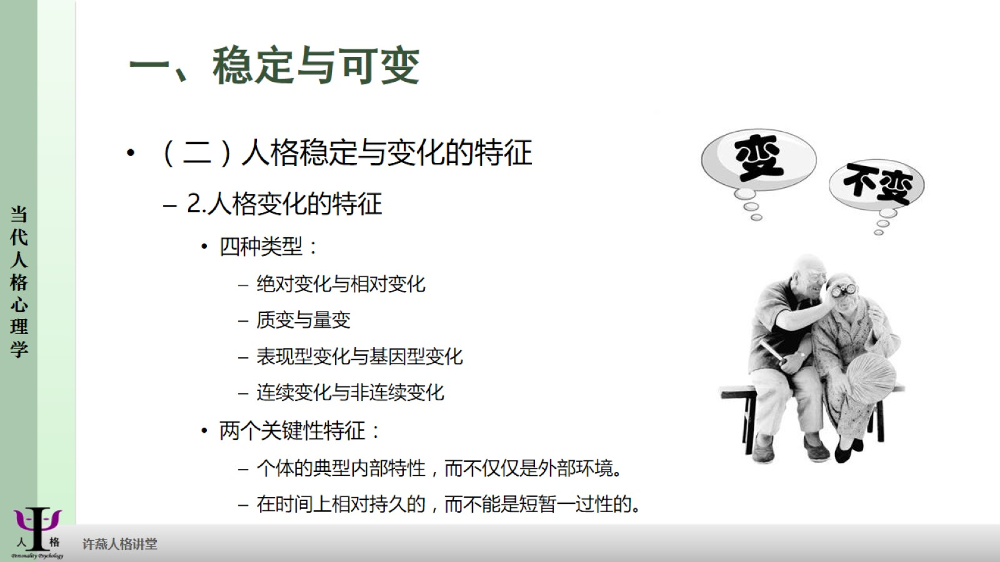 一、稳定与可变
• （二）人格稳定与变化的特征
– 2.人格变化的特征
• 四种类型：
– 绝对变化与相对变化
– 质变与量变
– 表现型变化与基因型变化
– 连续变化与非连续变化
• 两个关键性特征：
– 个体的典型内部特性，而不仅仅是外部环境。
– 在时间上相对持久的，而不能是短暂一过性的。
变
不变
当代人格心理学
人格
Personality Psychology
许燕人格讲堂